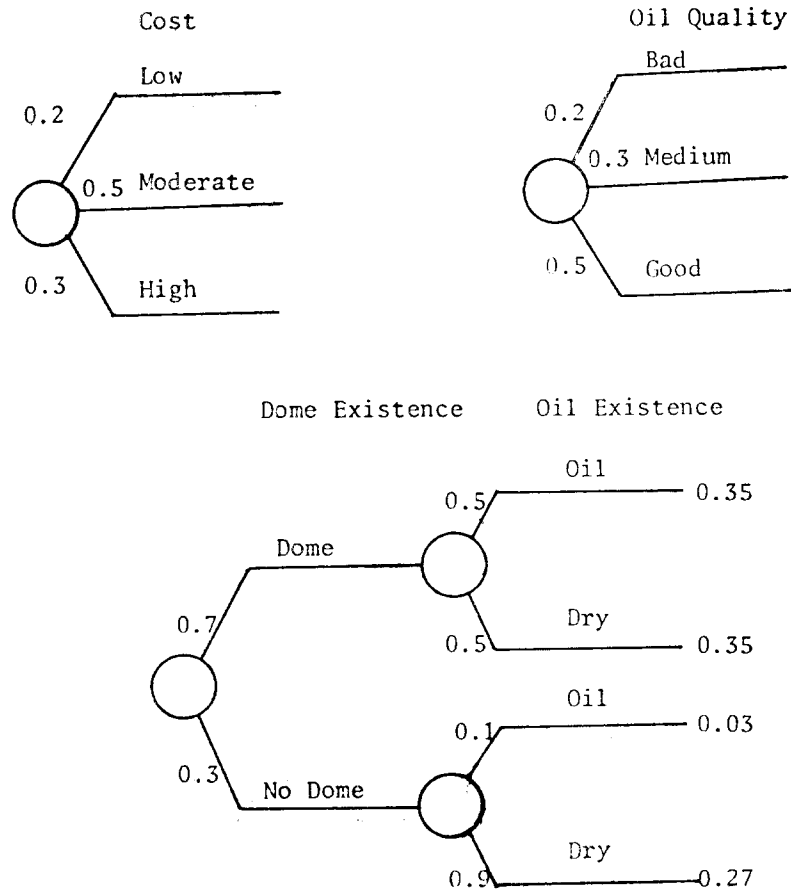 Cost Oil Quality
Low Bad
0.2 0.2
0.5 Moderate 0.3 Medium
0.3 High 0.5 Good
Dome Existence Oil Existence
Oil
0.5 0.35
Dome
0.7 Dry
0.5 0.35
Oil
0.1 0.03
0.3 No Dome
Dry
0.9 0.27